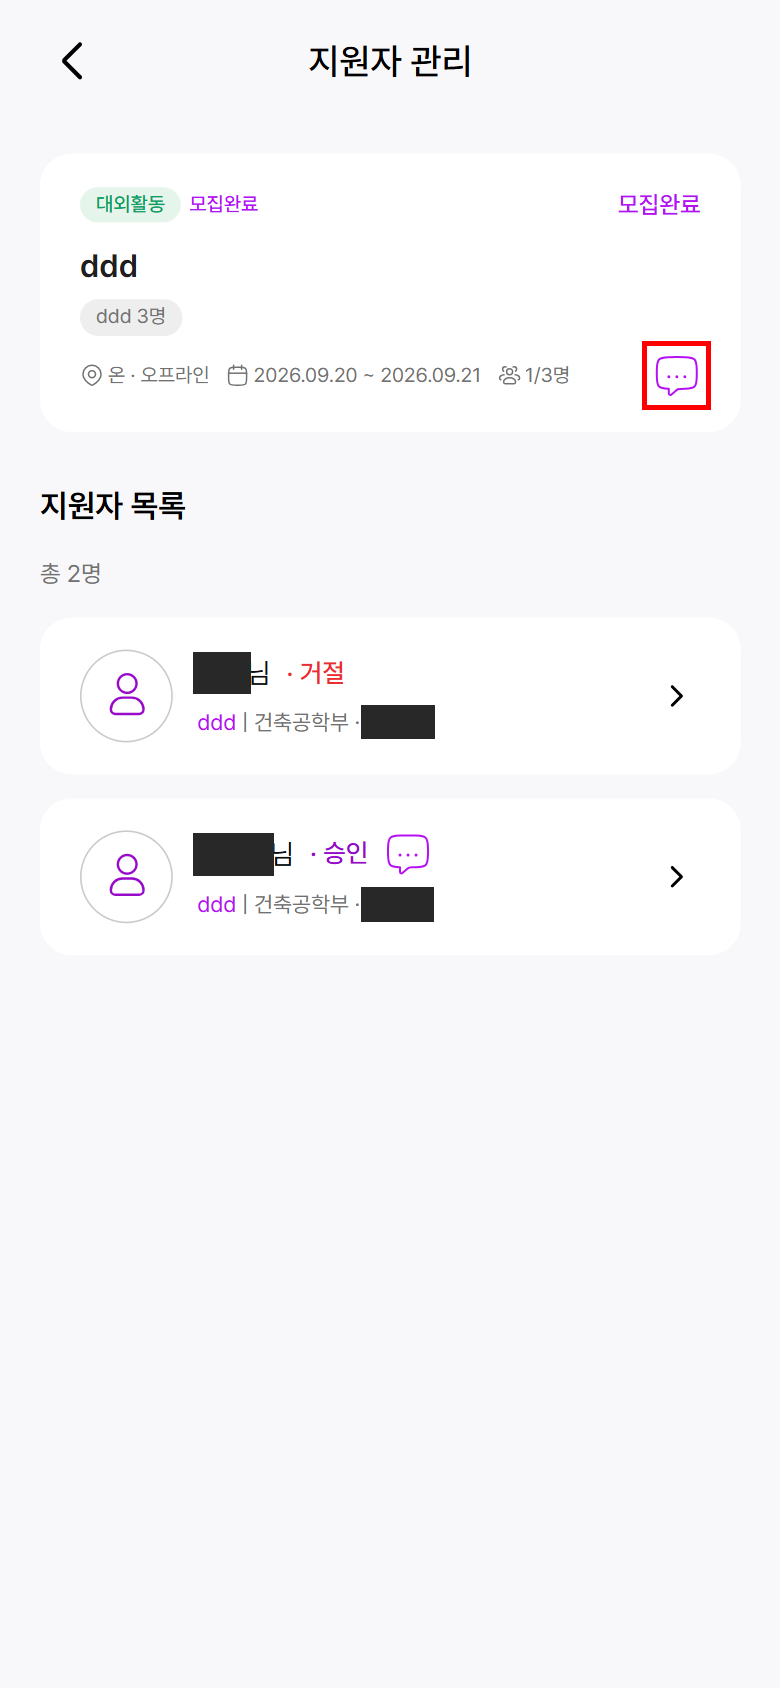 지원자 관리
대외활동 모집완료 모집완료
ddd
ddd 3명
온 · 오프라인 2026.09.20 ~ 2026.09.21 1/3명
지원자 목록
총 2명
님 · 거절
ddd | 건축공학부 ·
님 · 승인
ddd | 건축공학부 ·